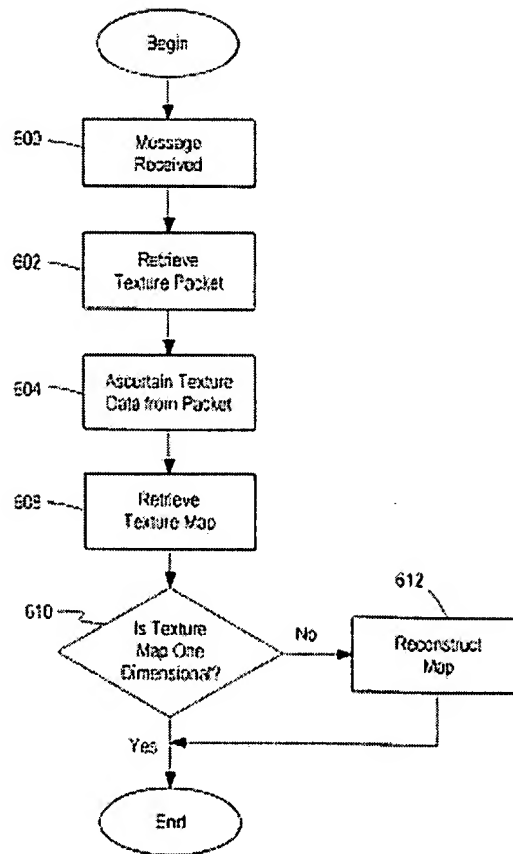 Begin
600
Message
Received
602
Retrieve
Texture Packet
604
Ascertain Texture
Data from Packet
608
Retrieve
Texture Map
610
Is Texture
Map One
Dimensional?
No
612
Reconstruct
Map
Yes
End